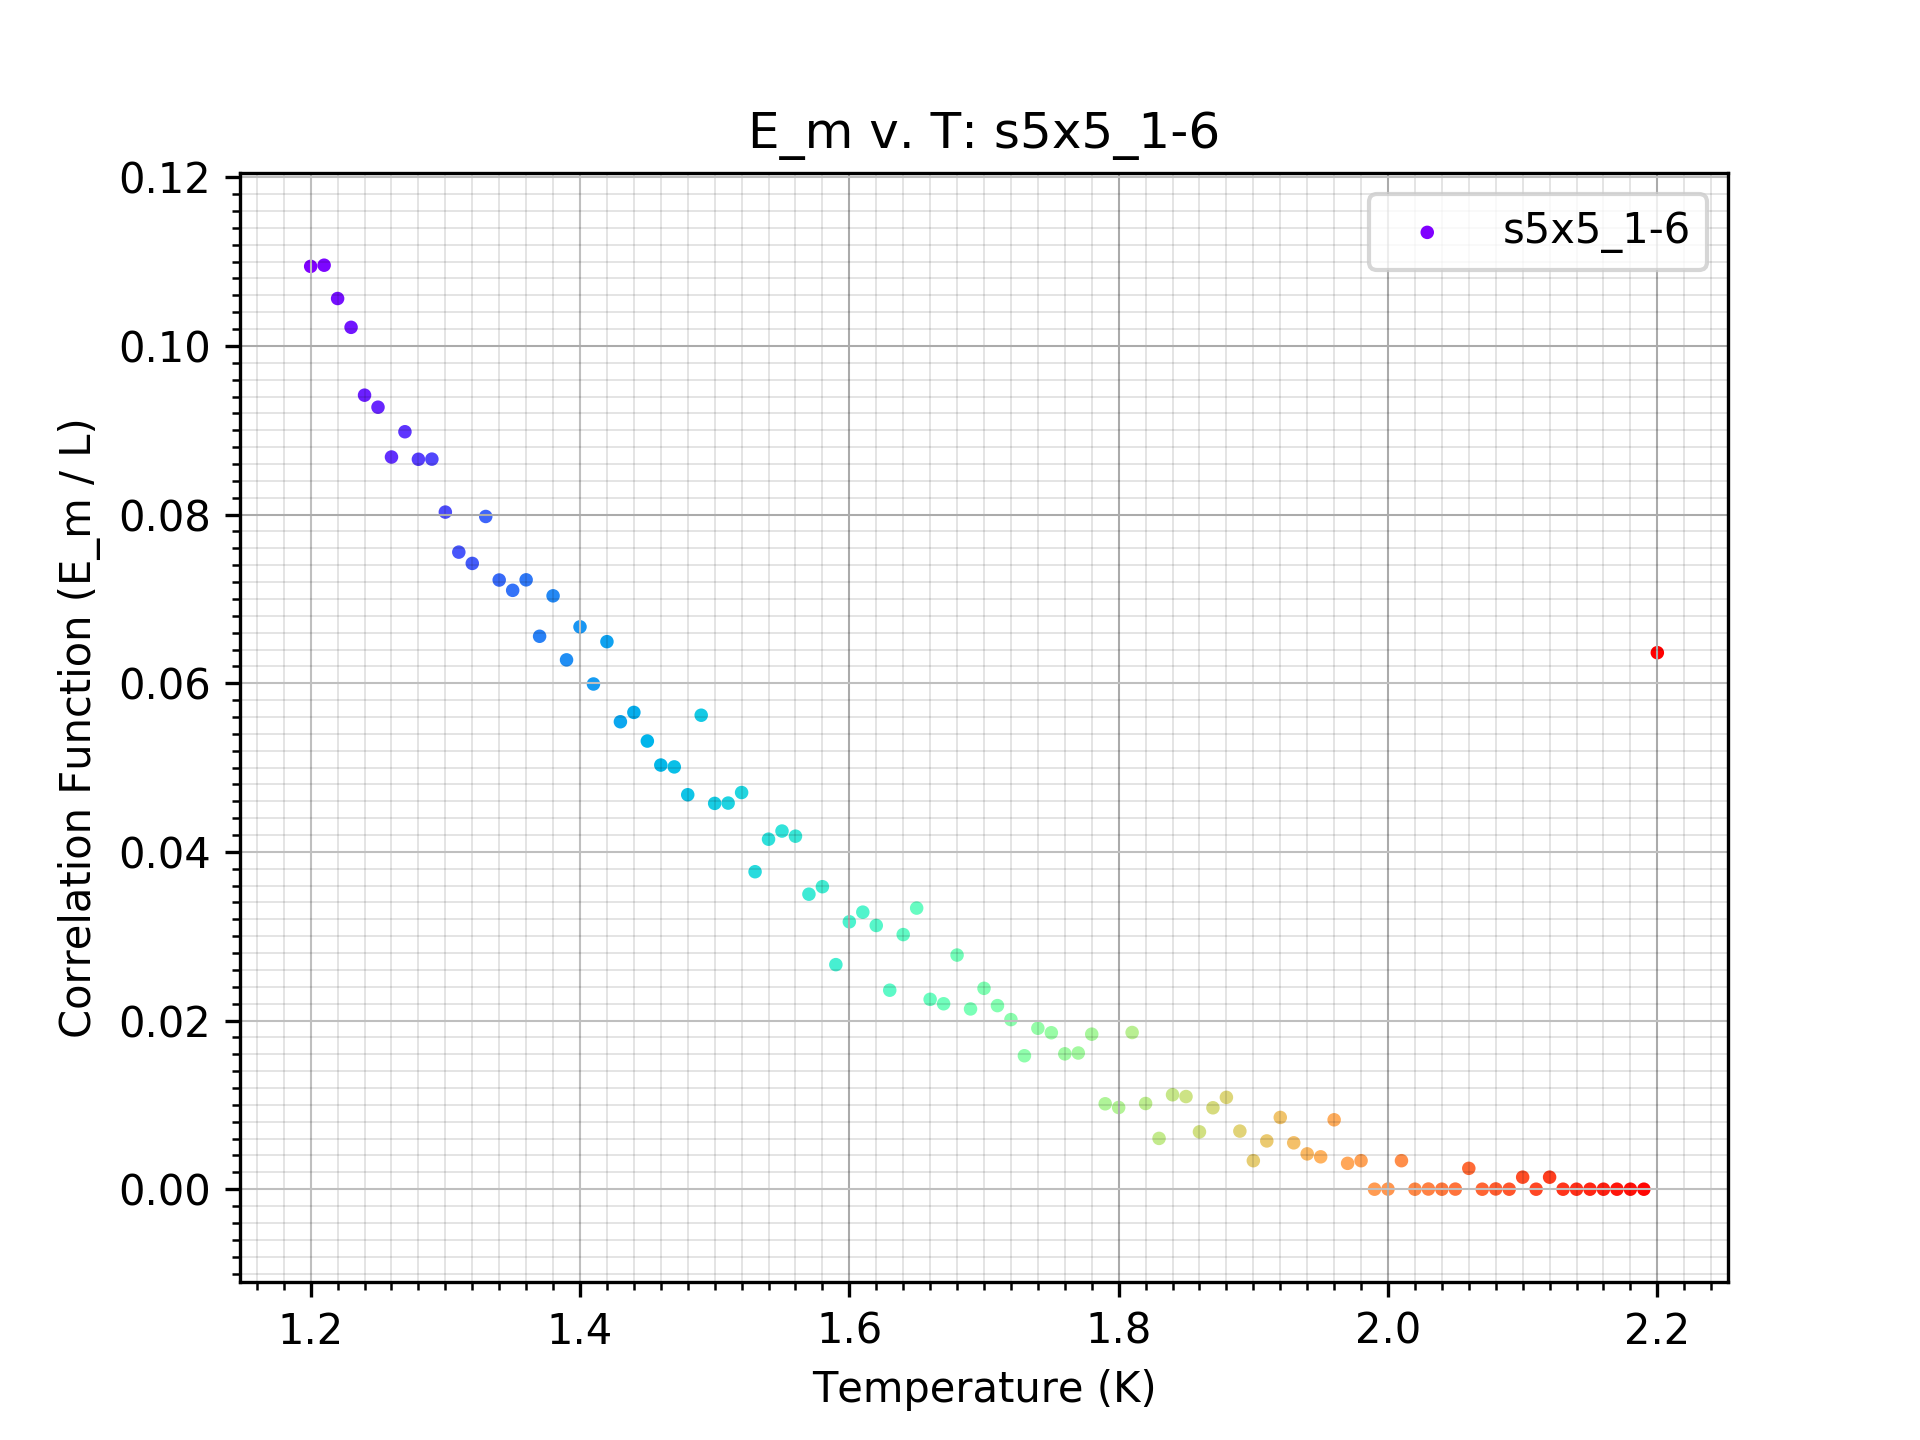 E_m v. T: s5x5_1-6
s5x5_1-6
Correlation Function (E_m / L)
0.12
0.10
0.08
0.06
0.04
0.02
0.00
1.2 1.4 1.6 1.8 2.0 2.2
Temperature (K)